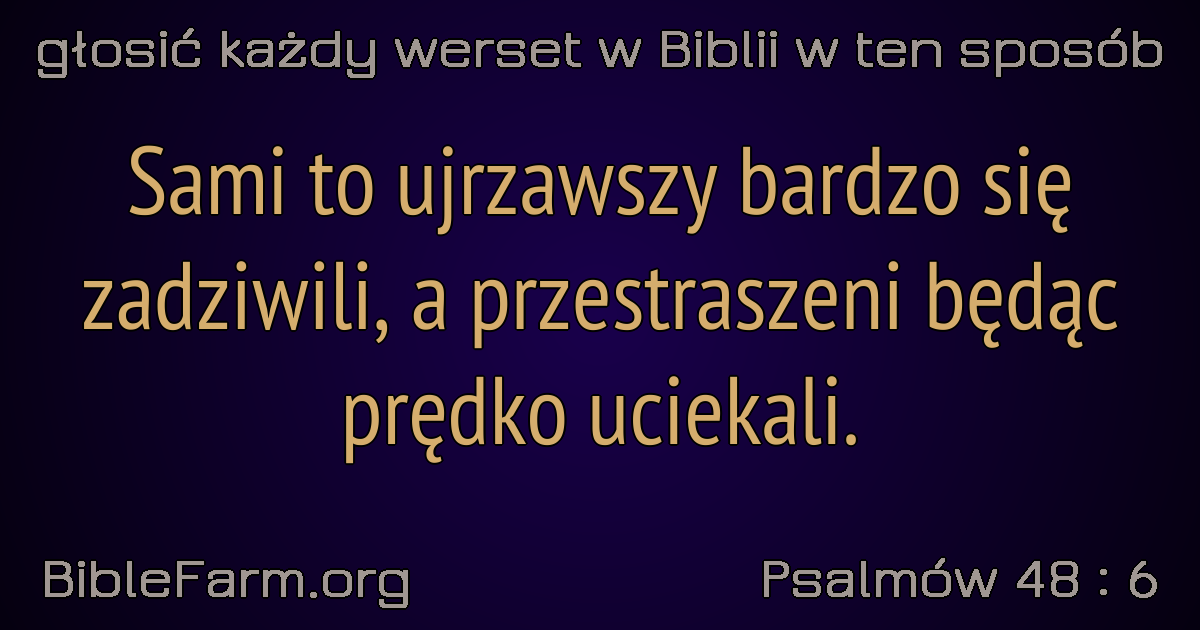 głosić każdy werset w Biblii w ten sposób
Sami to ujrzawszy bardzo się
zadziwili, a przestraszeni będąc
prędko uciekali.
BibleFarm.org
Psalmów 48 : 6